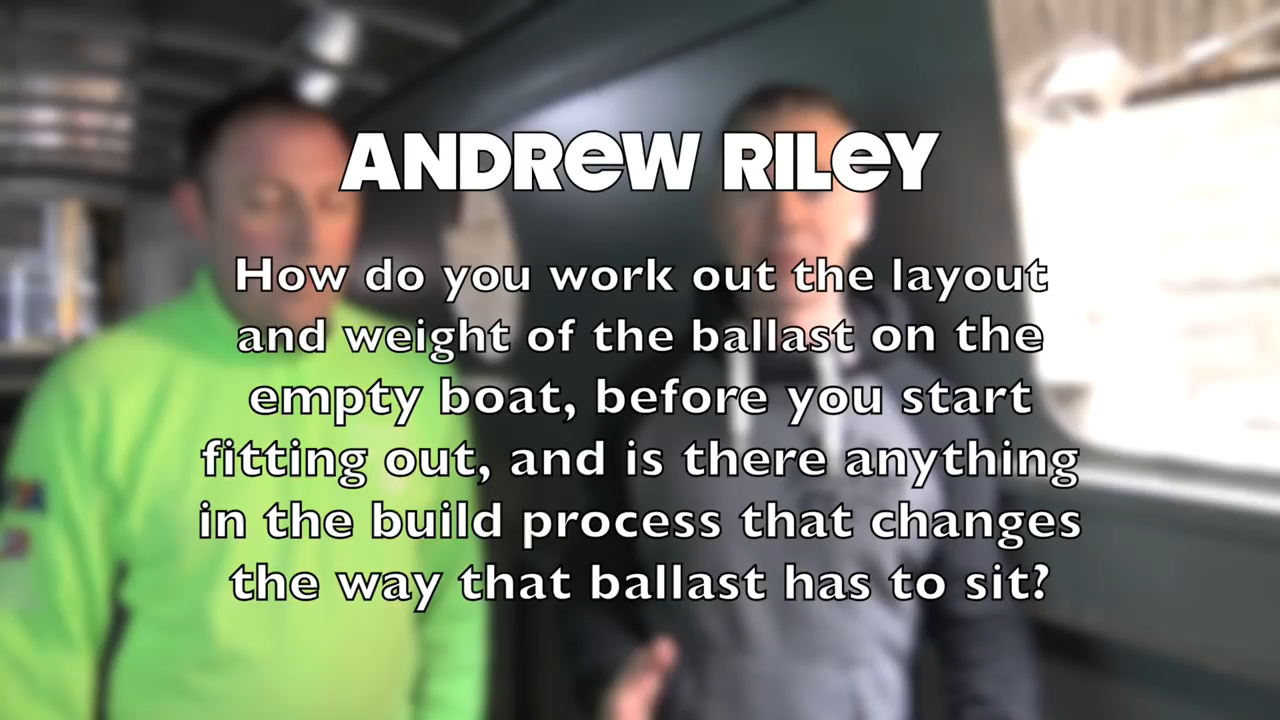 ANDREW RILEY
How do you work out the layout
and weight of the ballast on the
empty boat, before you start
fitting out, and is there anything
in the build process that changes
the way that ballast has to sit?